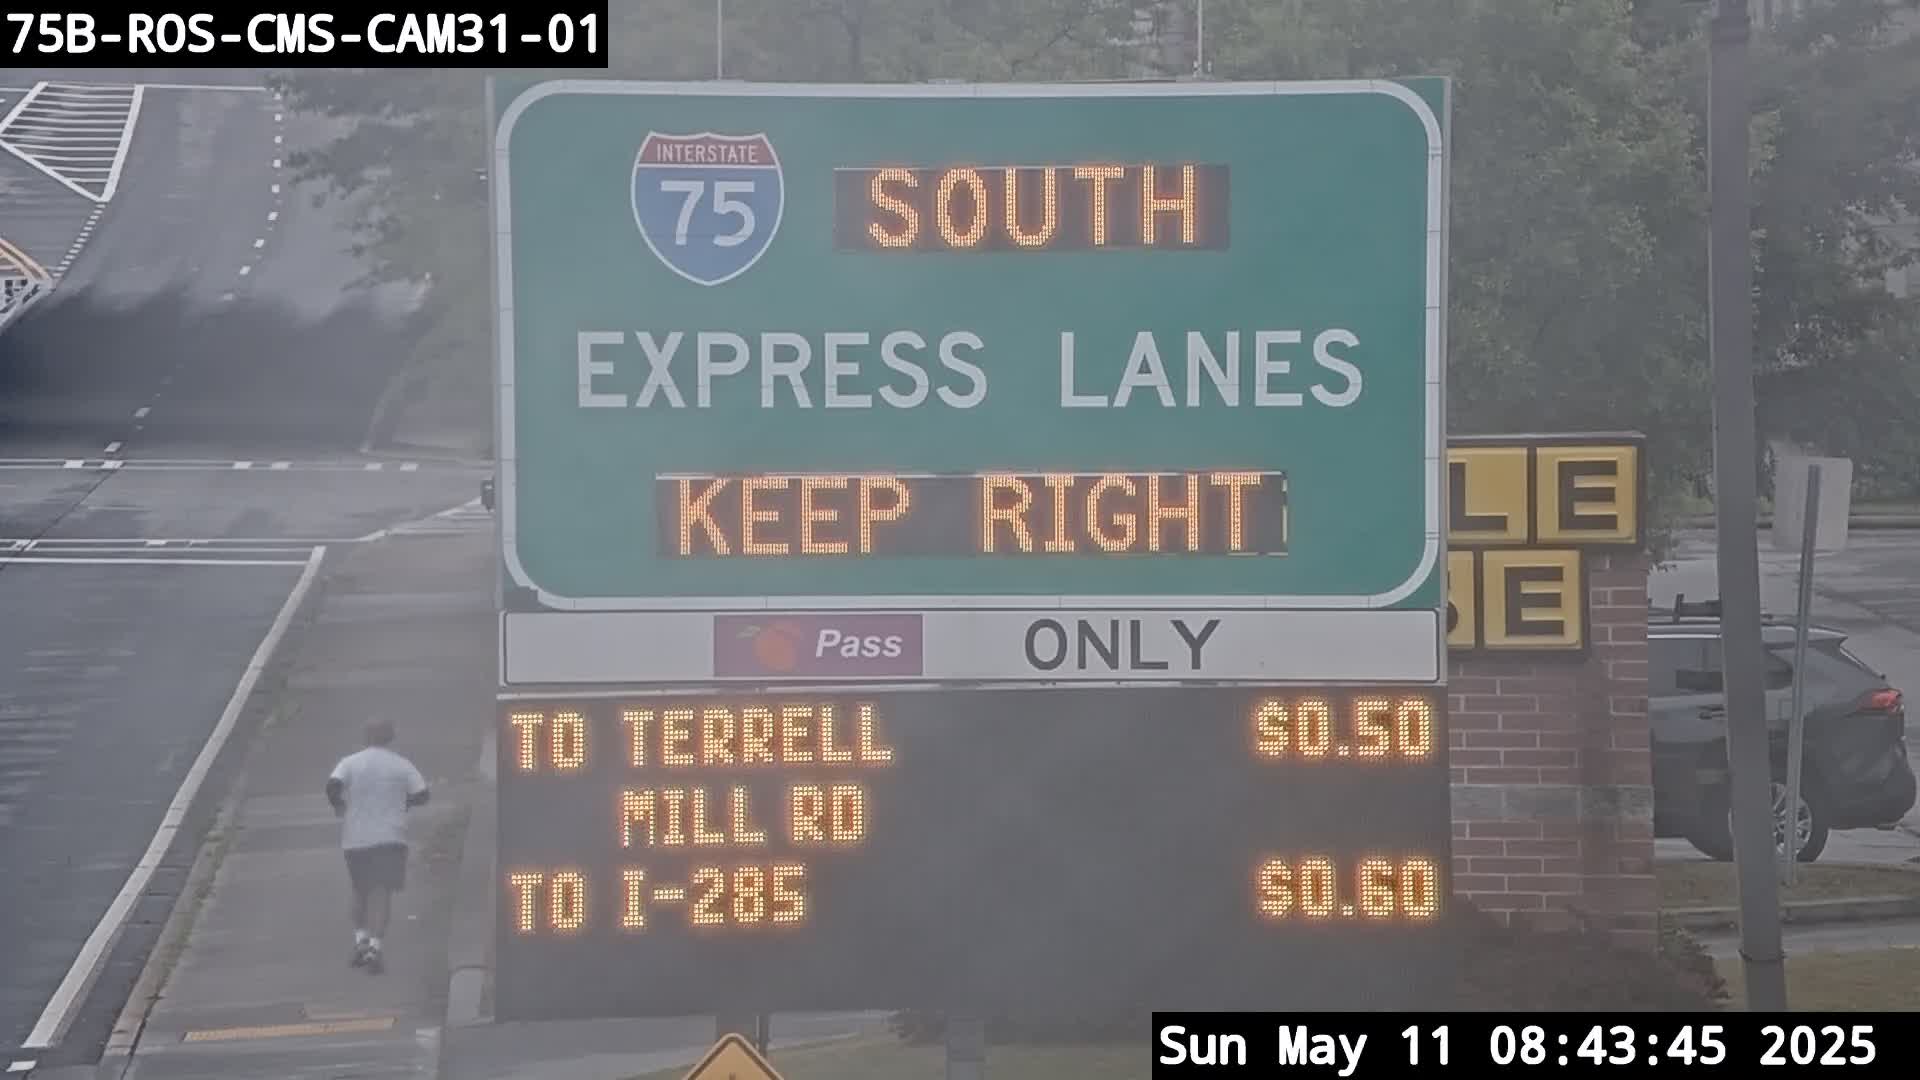 75B-ROS-CMS-CAM31-01
INTERSTATE
75
SOUTH
EXPRESS LANES
KEEP RIGHT
Pass ONLY
TO TERRELL $0.50
MILL RD
TO I-285 $0.60
LE
E
Sun May 11 08:43:45 2025